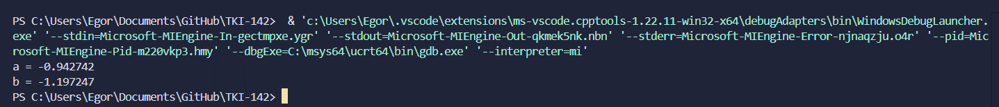 PS C:\Users\Egor\Documents\GitHub\TKI-142>  & 'c:\Users\Egor\.vscode\extensions\ms-vscode.cpptools-1.22.11-win32-x64\debugAdapters\bin\WindowsDebugLauncher.
exe' '--stdin=Microsoft-MIEngine-In-gectmpxe.ygr' '--stdout=Microsoft-MIEngine-Out-qkmek5nk.nbn' '--stderr=Microsoft-MIEngine-Error-njnaqzju.o4r' '--pid=Mic
rosoft-MIEngine-Pid-m220vkp3.hmy' '--dbgExe=C:\msys64\ucrt64\bin\gdb.exe' '--interpreter=mi'
a = -0.942742
b = -1.197247
PS C:\Users\Egor\Documents\GitHub\TKI-142>